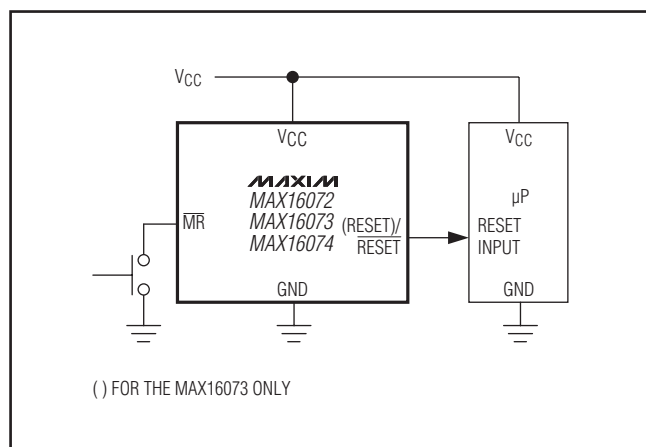 VCC
VCC
MAXIM
MAX16072
MAX16073
MAX16074
MR
(RESET)/
RESET
GND
VCC
µP
RESET
INPUT
GND
( ) FOR THE MAX16073 ONLY